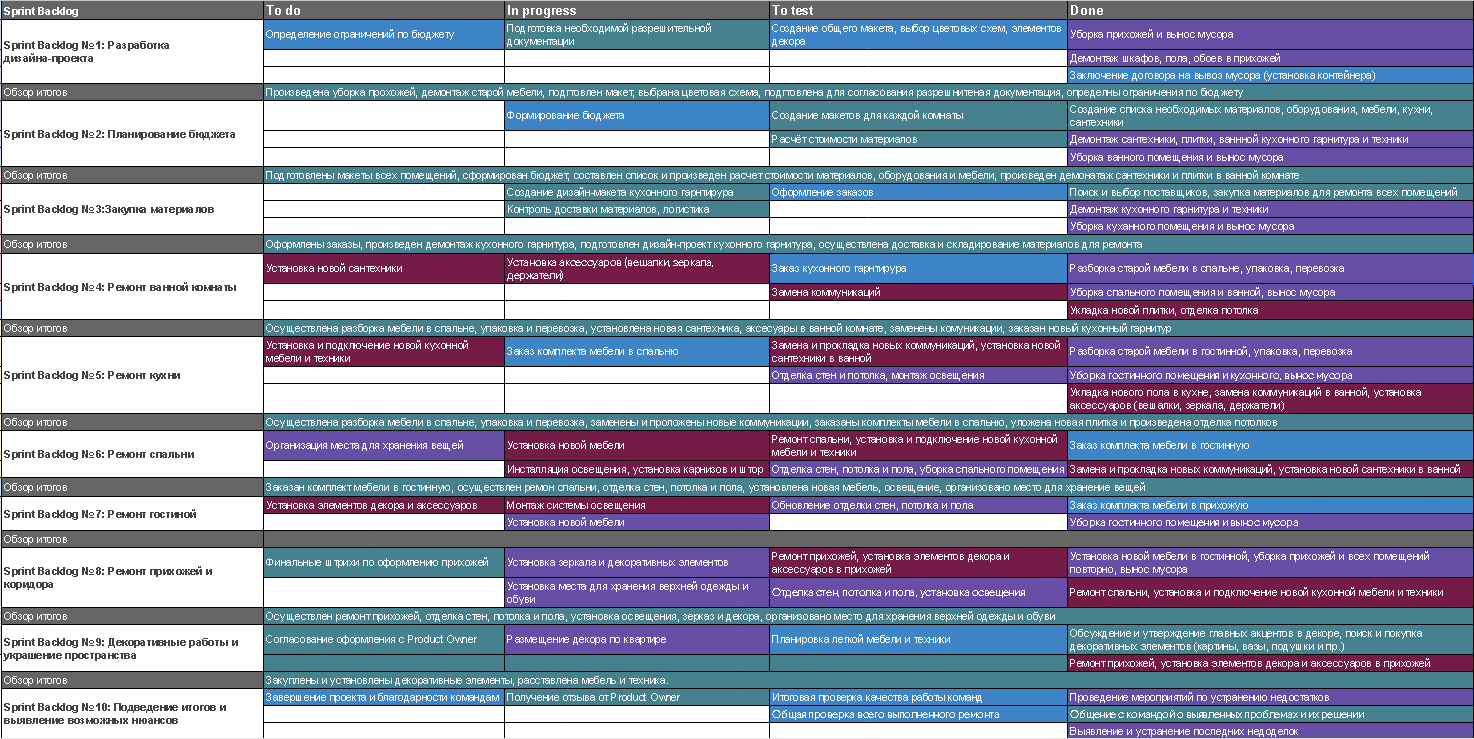 Sprint Backlog	To do	In progress	To test	Done
Sprint Backlog №1: Разработка
дизайна-проекта
Определение ограничений по бюджету
Подготовка необходимой разрешительной
документации
Создание общего макета, выбор цветовых схем, элементов
декора
Уборка прихожей и вынос мусора
Демонтаж шкафов, пола, обоев в прихожей
Заключение договора на вывоз мусора (установка контейнера)
Обзор итогов	Произведена уборка прохожей, демонтаж старой мебели, подптовлен макет, выбрана цветовая схема, подптовлена для согласования разрешитеная документация, определны ограничения по бюджету
Sprint Backlog №2: Планирование бюджета
Формирование бюджета
Создание макетов для каждой комнаты
Создание списка необходимых материалов, оборудования, мебели, кухни,
сантехники
Расчёт стоимости материалов
Демонтаж сантехники, плитки, ваннной кухонного гарнитура и техники
Уборка ванного помещения и вынос мусора
Обзор итогов	Подготовлены макеты всех помещений, сформирован бюджет, составлен список и произведен расчет стоимости материалов, оборудования и мебели, произведен демонатаж сантехники и плитки в ванной комнате
Sprint Backlog №3:Закупка материалов
Создание дизайн-макета кухонного гарнтирура
Оформление заказов
Поиск и выбор поставщиков, закупка материалов для ремонта всех помещений
Контроль доставки материалов, логистика
Демонтаж кухонного гарнитура и техники
Уборка куханного помещения и вынос мусора
Обзор итогов	Оформлены заказы, произведен демонтаж кухонного гарнитура, подготовлен дизайн-проект кухонного гарнитура, осуществлена доставка и складирование материалов для ремонта
Sprint Backlog №4: Ремонт ванной комнаты
Установка новой сантехники
Установка аксессуаров (вешалки, зеркала,
держатели)
Заказ кухонного гарнтирура
Разборка старой мебели в спальне, упаковка, перевозка
Замена коммуникаций
Уборка спального помещения и ванной, вынос мусора
Укладка новой плитки, отделка потолка
Обзор итогов	Осуществлена разборка мебели в спальне, упаковка и перевозка, установлена новая сантехника, аксесуары в ванной комнате, заменены комуникации, заказан новый кухонный гарнитур
Sprint Backlog №5: Ремонт кухни
Установка и подключение новой кухонной
мебели и техники
Заказ комплекта мебели в спальню
Замена и прокладка новых коммуникаций, установка новой
сантехники в ванной
Разборка старой мебели в гостинной, упаковка, перевозка
Отделка стен и потолка, монтаж освещения
Уборка гостинного помещения и кухонного, вынос мусора
Укладка нового пола в кухне, замена коммуникаций в ванной, установка
аксессуаров (вешалки, зеркала, держатели)
Обзор итогов	Осуществлена разборка мебели в спальне, упаковка и перевозка, заменены и проложены новые коммуникации, заказаны комплекты мебели в спальню, уложена новая плитка и произведена отделка потолков
Sprint Backlog №6: Ремонт спальни
Организация места для хранения вещей
Установка новой мебели
Ремонт спальни, установка и подключение новой кухонной
мебели и техники
Заказ комплекта мебели в гостинную
Инсталляция освещения, установка карнизов и штор
Отделка стен, потолка и пола, уборка спального помещения
Замена и прокладка новых коммуникаций, установка новой сантехники в ванной
Обзор итогов	Заказан комплект мебели в гостинную, осуществлен ремон спальни, отделка стен, потолка и пола, установлена новая мебель, освещение, организовано место для хранение вещей
Sprint Backlog №7: Ремонт гостиной
Установка элементов декора и аксессуаров
Монтаж системы освещения
Обновление отделки стен, потолка и пола
Заказ комплекта мебели в прихожую
Установка новой мебели
Уборка гостинного помещения и вынос мусора
Обзор итогов
Sprint Backlog №8: Ремонт прихожей и
коридора
Финальные штрихи по оформлению прихожей
Установка зеркала и декоративных элементов
Ремонт прихожей, установка элементов декора и
аксессуаров в прихожей
Установка новой мебели в гостинной, уборка прихожей и всех помещений
повторно, вынос мусора
Установка места для хранения верхней одежды и
обуви
Отделка стен, потолка и пола, установка освещения
Ремонт спальни, установка и подключение новой кухонной мебели и техники
Обзор итогов	Осуществлен ремонт прихожей, отделка стен, потолка и пола, установка освещения, зерказ и декора, организовано место для хранения верхней одежды и обуви
Sprint Backlog №9: Декоративные работы и
украшение пространства
Согласование оформления с Product Owner
Размещение декора по квартире
Планировка легкой мебели и техники
Обсуждение и утверждение главных акцентов в декоре, поиск и покупка
декоративных элементов (картины, вазы, подушки и пр.)
Ремонт прихожей, установка элементов декора и аксессуаров в прихожей
Обзор итогов	Закуплены и установлены декоративные элементы, расставлена мебель и техника.
Sprint Backlog №10: Подведение итогов и
выявление возможных нюансов
Завершение проекта и благодарности командам
Получение отзыва от Product Owner
Итоговая проверка качества работы команд
Проведение мероприятий по устранению недостатков
Общая проверка всего выполненного ремонта
Общение с командой о выявленных проблемах и их решении
Выявление и устранение последних недоделок